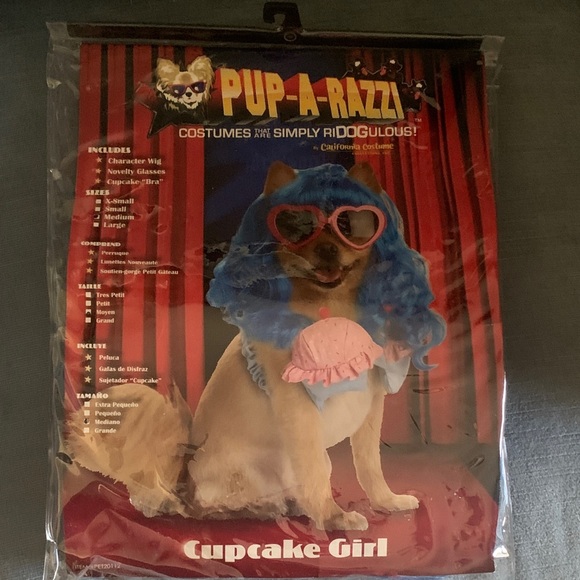 PUP-A-RAZZI
COSTUMES THAT ARE SIMPLY RIDOGULOUS!
BY California Costume
INCLUDES
Character Wig
Novelty Glasses
Cupcake "Bra"
SIZES
X-Small
Small
Medium
Large
COMPREND
Perruque
Lunettes Nouveaute
Soutien-gorge Petit Gâteau
TAILLE
Tres Petit
Petit
Moyen
Grand
INCLUYE
Peluca
Gafas de Disfraz
Sujetador "Cupcake"
TAMAÑO
Extra Pequeño
Pequeño
Mediano
Grande
Cupcake Girl